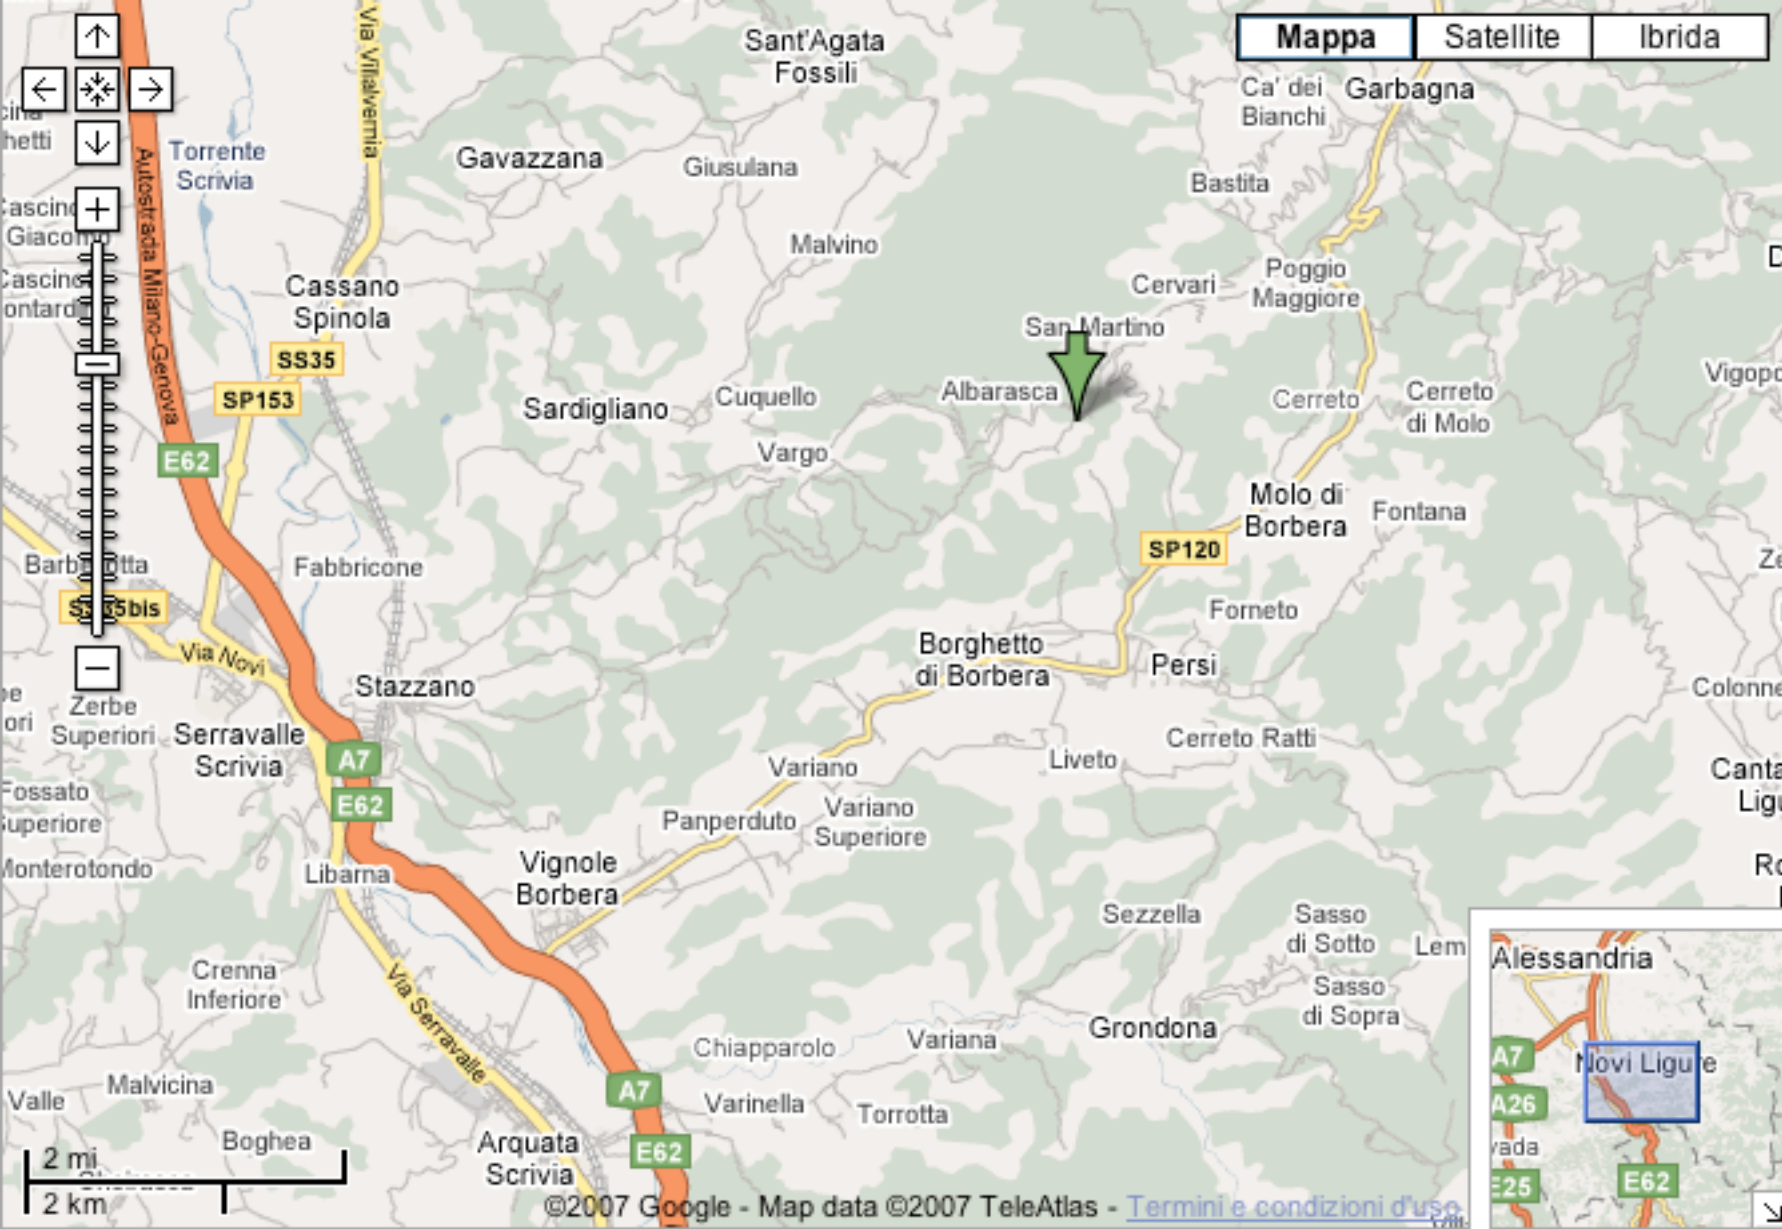 Mappa
Satellite
Ibrida
Sant'Agata
Fossili
Ca' dei
Bianchi
Garbagna
Via Villalvernia
Torrente
Scrivia
Gavazzana
Giusulana
Bastita
Autostrada Milano-Genova
Malvino
Cassano
Spinola
Cervari
Poggio
Maggiore
San Martino
SS35
SP153
Sardigliano
Cuquello
Albarasca
Cerreto
Cerreto
di Molo
E62
Vargo
Molo di
Borbera
Fontana
SP120
Fabbricone
Via Novi
Forneto
Borghetto
di Borbera
Persi
Stazzano
Zerbe
Superiori
Serravalle
Scrivia
A7
E62
Cerreto Ratti
Liveto
Variano
Variano
Superiore
Panperduto
Fossato
Superiore
Monterotondo
Libarna
Vignole
Borbera
Sezzella
Sasso
di Sotto
Lem
Crenna
Inferiore
Via Serravalle
Sasso
di Sopra
Grondona
Variana
Chiapparolo
Malvicina
Valle
A7
Varinella
Torrotta
Boghea
Arquata
Scrivia
E62
2 mi
2 km
©2007 Google - Map data ©2007 TeleAtlas - Termini e condizioni d'uso
Alessandria
A7
Novi Ligure
A26
E25
E62